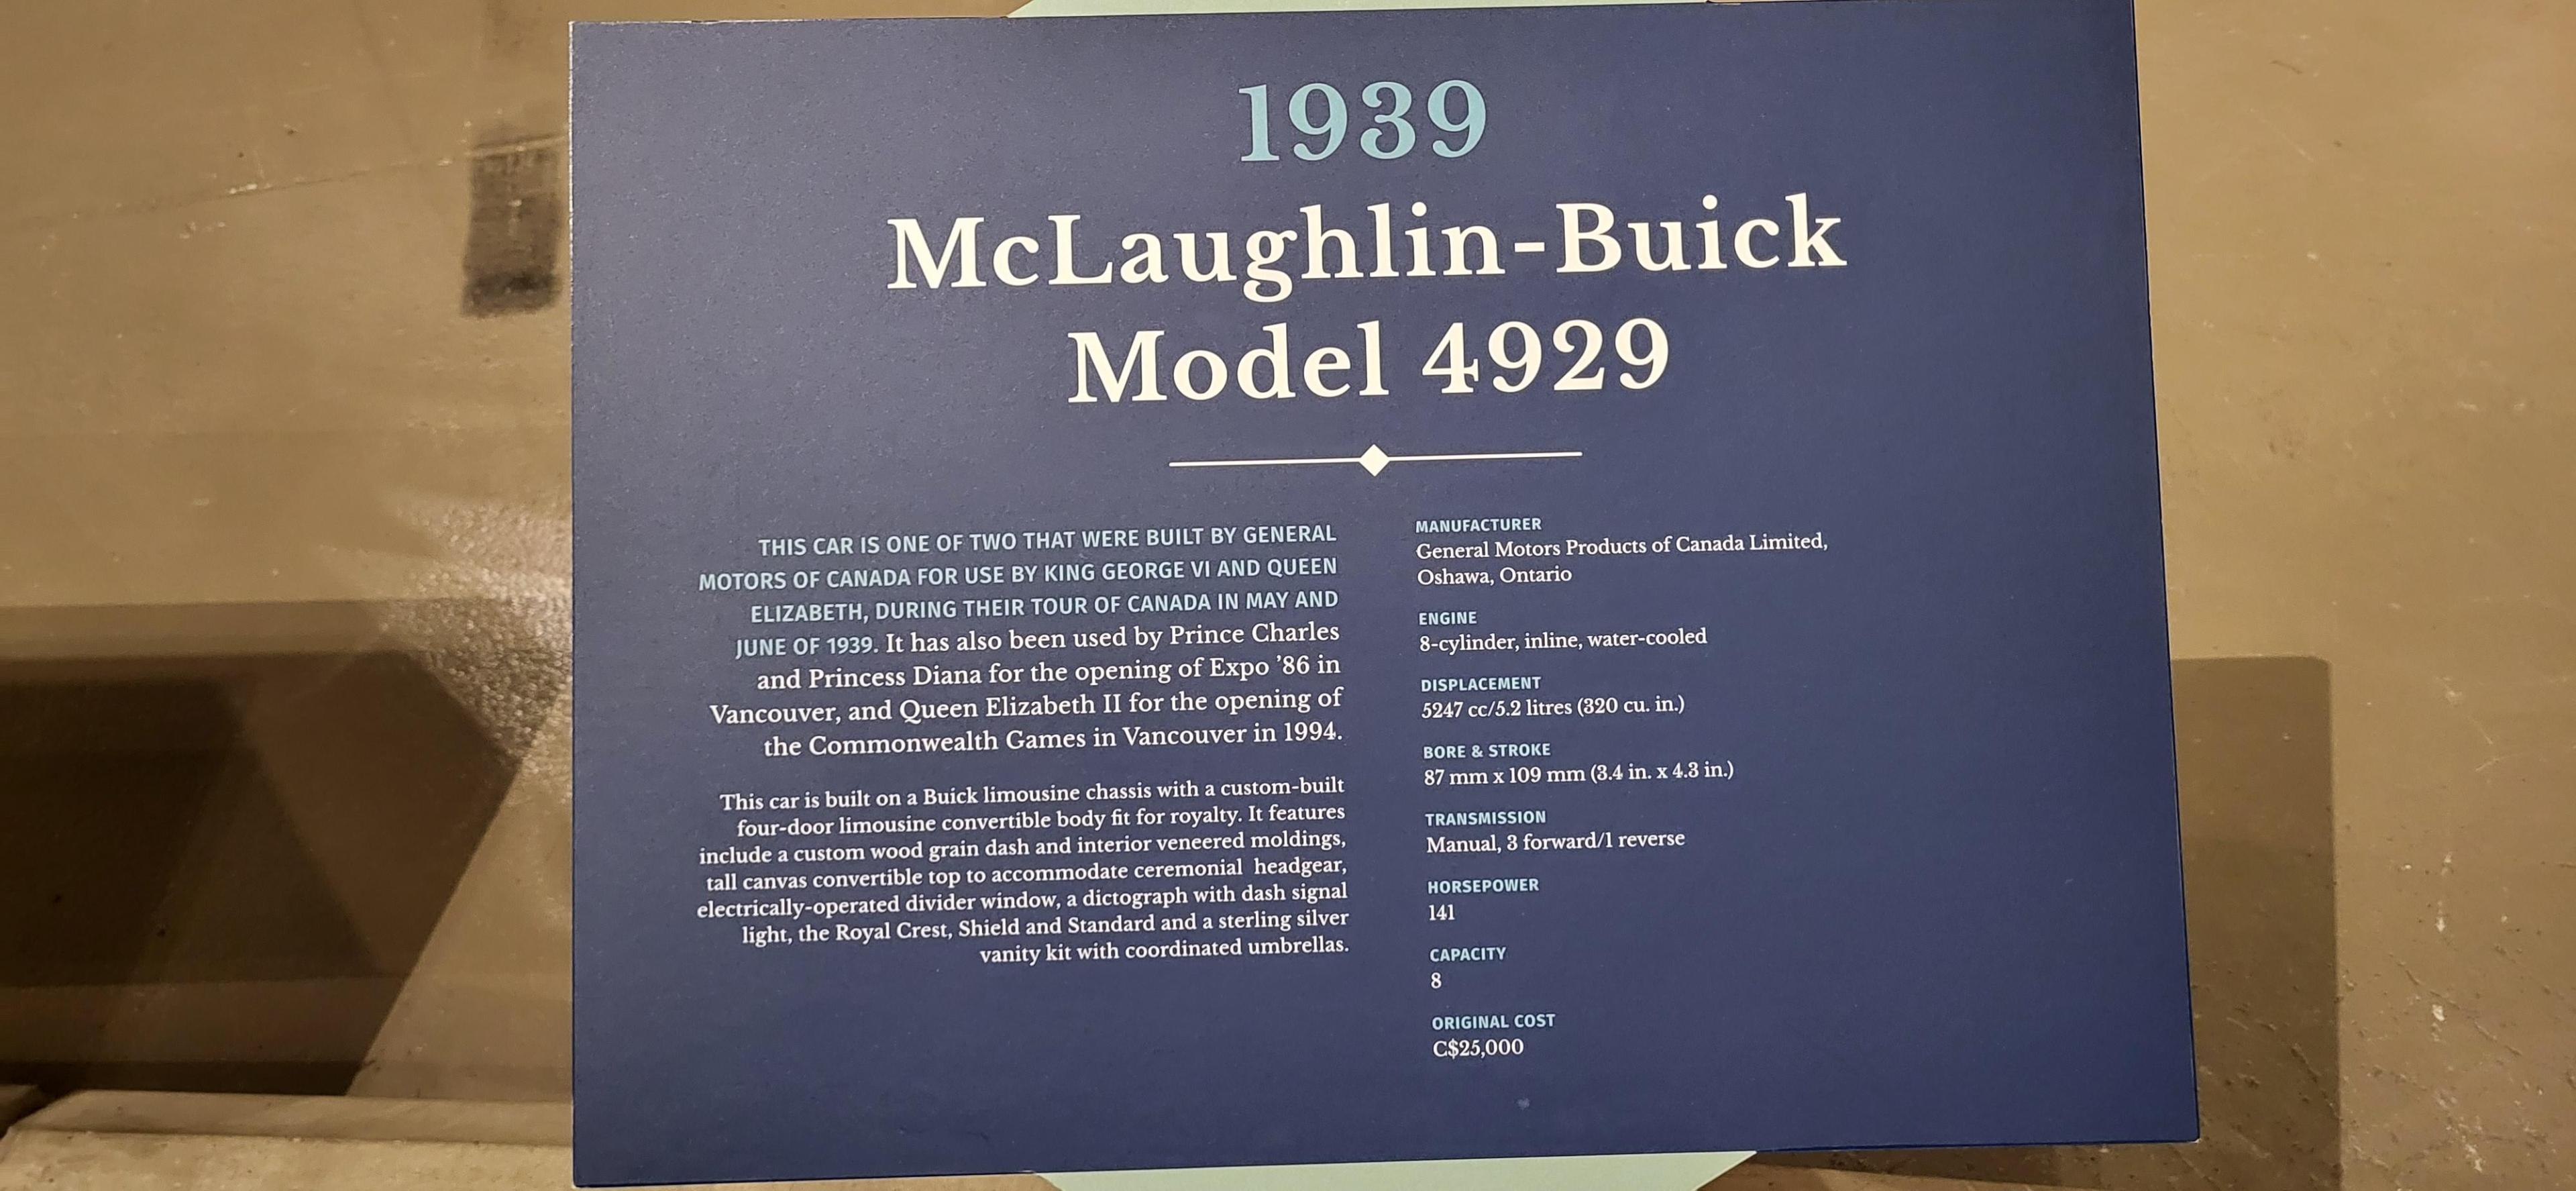 1939
McLaughlin-Buick
Model 4929
THIS CAR IS ONE OF TWO THAT WERE BUILT BY GENERAL
MOTORS OF CANADA FOR USE BY KING GEORGE VI AND QUEEN
ELIZABETH, DURING THEIR TOUR OF CANADA IN MAY AND
JUNE OF 1939. It has also been used by Prince Charles
and Princess Diana for the opening of Expo ’86 in
Vancouver, and Queen Elizabeth II for the opening of
the Commonwealth Games in Vancouver in 1994.
This car is built on a Buick limousine chassis with a custom-built
four-door limousine convertible body fit for royalty. It features
include a custom wood grain dash and interior veneered moldings,
tall canvas convertible top to accommodate ceremonial  headgear,
electrically-operated divider window, a dictograph with dash signal
light, the Royal Crest, Shield and Standard and a sterling silver
vanity kit with coordinated umbrellas.
MANUFACTURER
General Motors Products of Canada Limited,
Oshawa, Ontario
ENGINE
8-cylinder, inline, water-cooled
DISPLACEMENT
5247 cc/5.2 litres (320 cu. in.)
BORE & STROKE
87 mm x 109 mm (3.4 in. x 4.3 in.)
TRANSMISSION
Manual, 3 forward/1 reverse
HORSEPOWER
141
CAPACITY
8
ORIGINAL COST
C$25,000